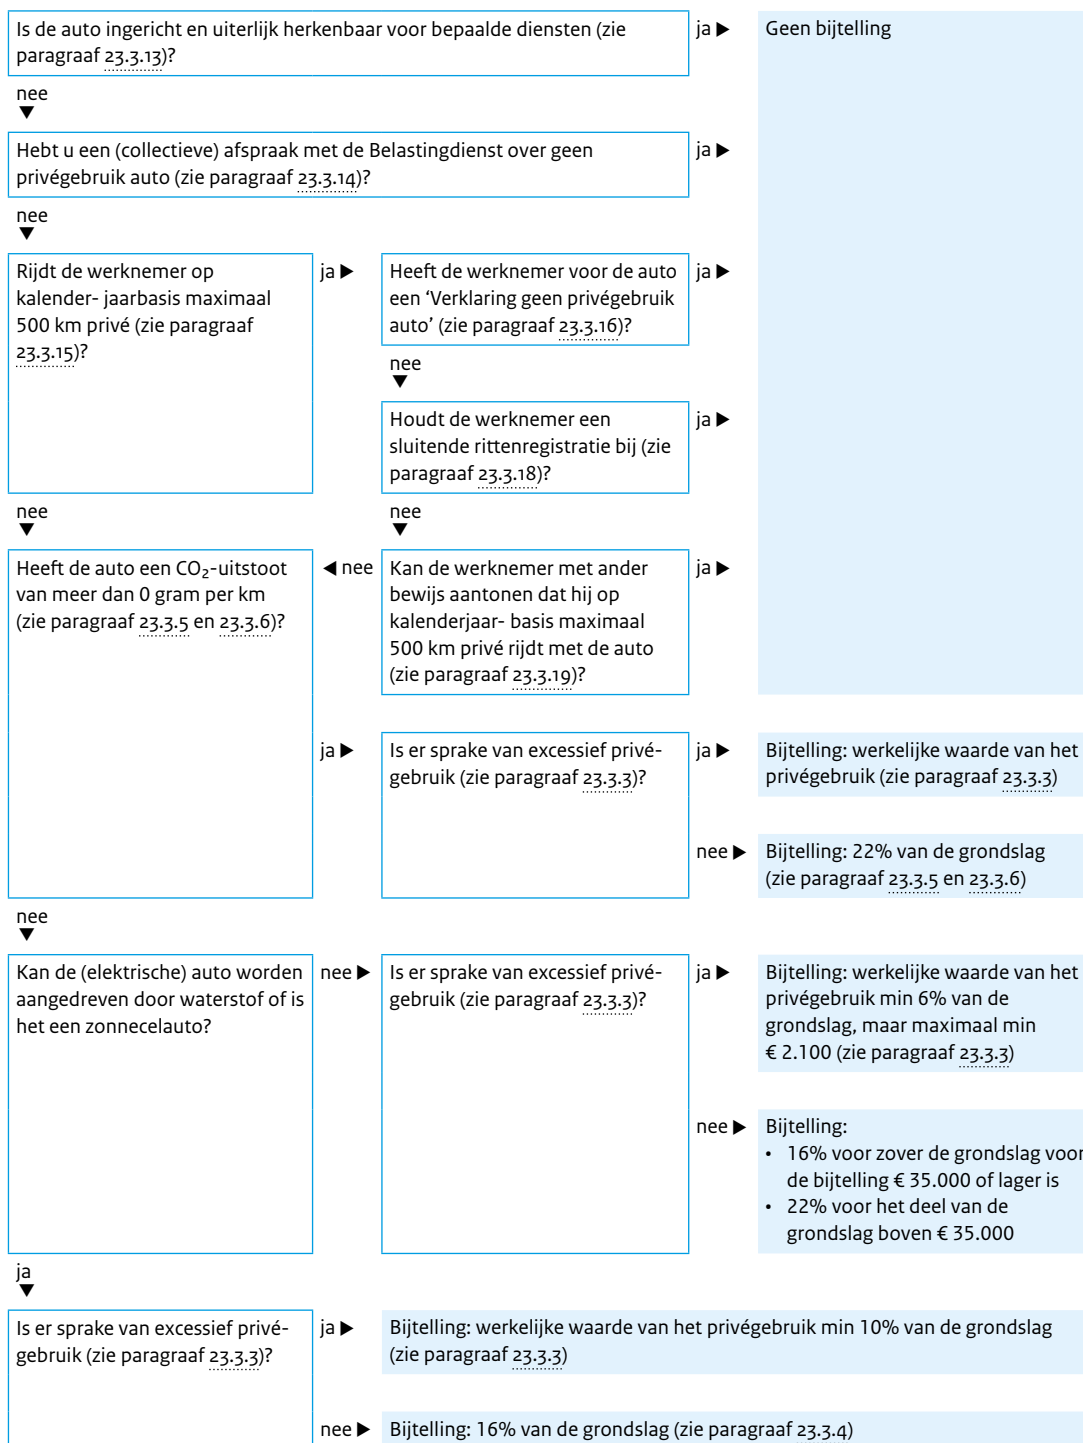 Is de auto ingericht en uiterlijk herkenbaar voor bepaalde diensten (zie
paragraaf 23.3.13)?
ja ▶
Geen bijtelling
nee
▼
Hebt u een (collectieve) afspraak met de Belastingdienst over geen
privégebruik auto (zie paragraaf 23.3.14)?
ja ▶
nee
▼
Rijdt de werknemer op
kalender- jaarbasis maximaal
500 km privé (zie paragraaf
23.3.15)?
ja ▶
Heeft de werknemer voor de auto
een ‘Verklaring geen privégebruik
auto’ (zie paragraaf 23.3.16)?
ja ▶
nee
▼
Houdt de werknemer een
sluitende rittenregistratie bij (zie
paragraaf 23.3.18)?
ja ▶
nee
▼
nee
▼
Heeft de auto een CO₂-uitstoot
van meer dan 0 gram per km
(zie paragraaf 23.3.5 en 23.3.6)?
◀ nee
Kan de werknemer met ander
bewijs aantonen dat hij op
kalenderjaar- basis maximaal
500 km privé rijdt met de auto
(zie paragraaf 23.3.19)?
ja ▶
ja ▶
Is er sprake van excessief privé-
gebruik (zie paragraaf 23.3.3)?
ja ▶
Bijtelling: werkelijke waarde van het
privégebruik (zie paragraaf 23.3.3)
nee ▶
Bijtelling: 22% van de grondslag
(zie paragraaf 23.3.5 en 23.3.6)
nee
▼
Kan de (elektrische) auto worden
aangedreven door waterstof of is
het een zonnecelauto?
nee ▶
Is er sprake van excessief privé-
gebruik (zie paragraaf 23.3.3)?
ja ▶
Bijtelling: werkelijke waarde van het
privégebruik min 6% van de
grondslag, maar maximaal min
€ 2.100 (zie paragraaf 23.3.3)
nee ▶
Bijtelling:
• 16% voor zover de grondslag voor
de bijtelling € 35.000 of lager is
• 22% voor het deel van de
grondslag boven € 35.000
ja
▼
Is er sprake van excessief privé-
gebruik (zie paragraaf 23.3.3)?
ja ▶
Bijtelling: werkelijke waarde van het privégebruik min 10% van de grondslag
(zie paragraaf 23.3.3)
nee ▶
Bijtelling: 16% van de grondslag (zie paragraaf 23.3.4)